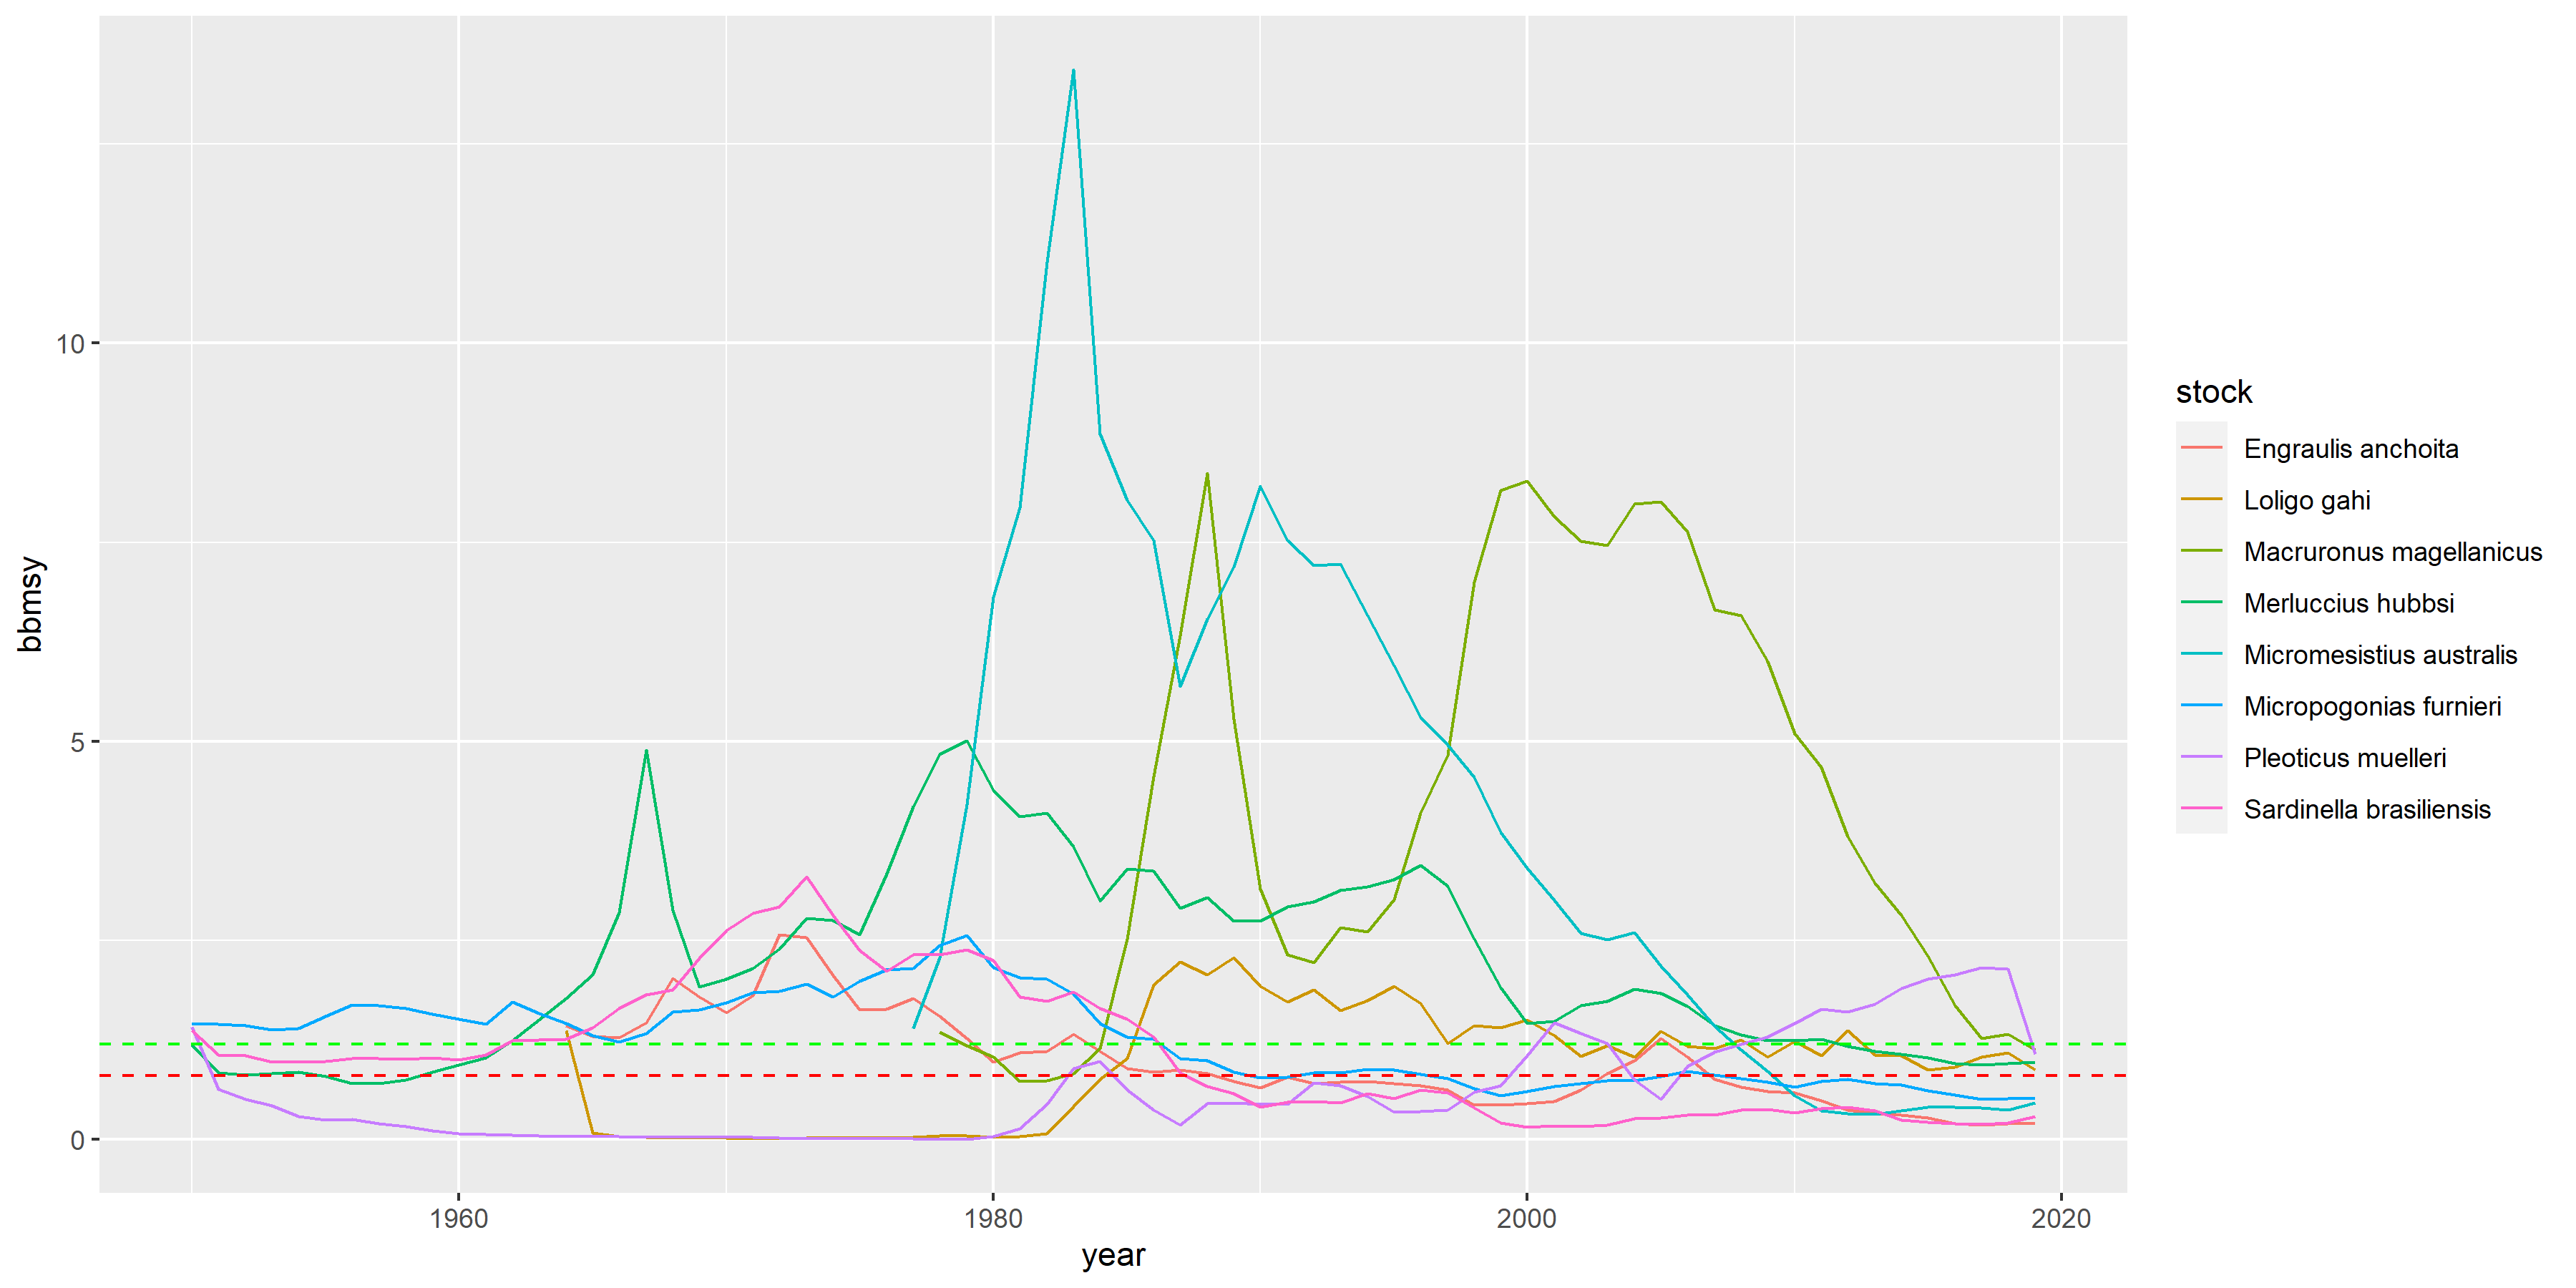 bbmsy
10
5
0
1960
1980
2000
2020
year
stock
Engraulis anchoita
Loligo gahi
Macruronus magellanicus
Merluccius hubbsi
Micromesistius australis
Micropogonias furnieri
Pleoticus muelleri
Sardinella brasiliensis